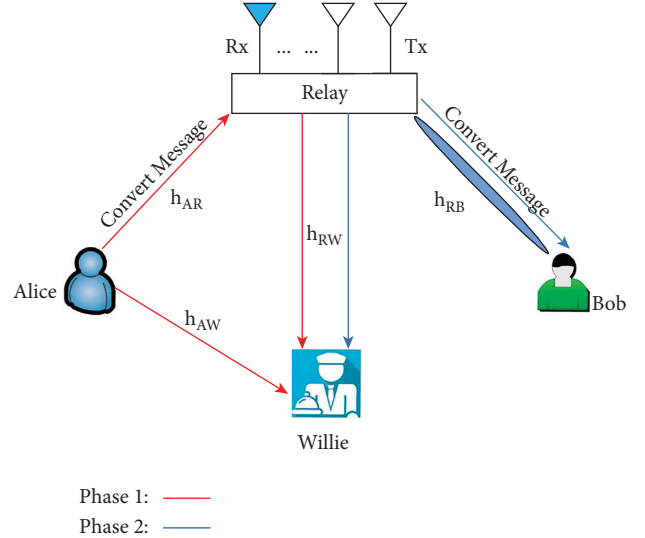 Rx ... ... Tx
Relay
Convert Message
Convert Message
h_AR
h_RB
h_RW
Alice
Bob
h_AW
Willie
Phase 1:
Phase 2: